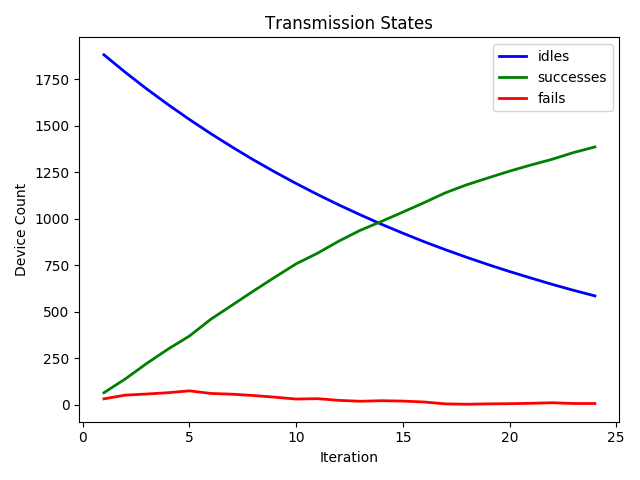 Transmission States
idles
successes
fails
Device Count
1750
1500
1250
1000
750
500
250
0
0 5 10 15 20 25
Iteration